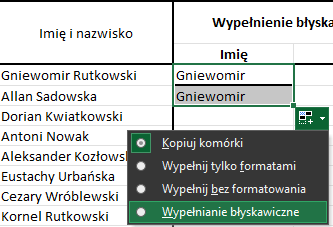 Imię i nazwisko
Wypełnienie błyska
Imię
Gniewomir Rutkowski
Gniewomir
Allan Sadowska
Gniewomir
Dorian Kwiatkowski
Antoni Nowak
Kopiuj komórki
Aleksander Kozłows
Wypełnij tylko formatami
Eustachy Urbańska
Wypełnij bez formatowania
Cezary Wróblewski
Kornel Rutkowski
Wypełnianie błyskawiczne